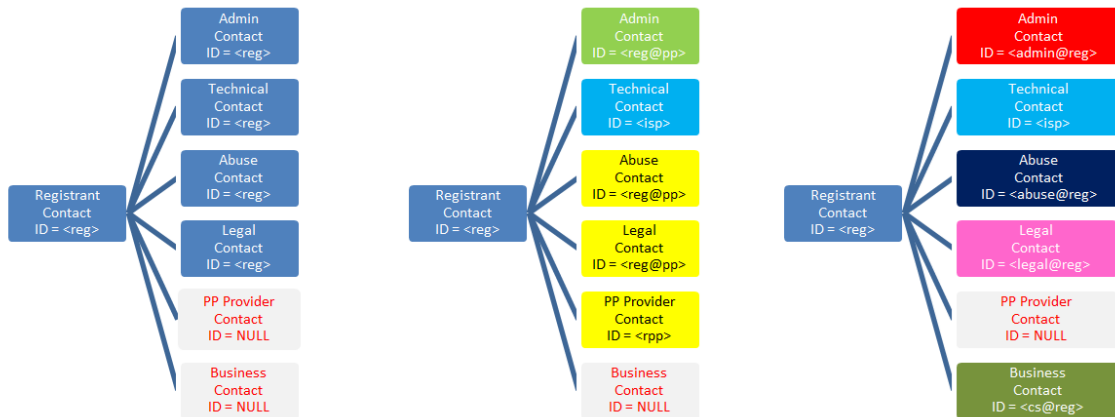 Admin
Contact
ID = <reg>
Technical
Contact
ID = <reg>
Abuse
Contact
ID = <reg>
Registrant
Contact
ID = <reg>
Legal
Contact
ID = <reg>
PP Provider
Contact
ID = NULL
Business
Contact
ID = NULL
Admin
Contact
ID = <reg@pp>
Technical
Contact
ID = <isp>
Abuse
Contact
ID = <reg@pp>
Registrant
Contact
ID = <reg>
Legal
Contact
ID = <reg@pp>
PP Provider
Contact
ID = <rpp>
Business
Contact
ID = NULL
Admin
Contact
ID = <admin@reg>
Technical
Contact
ID = <isp>
Abuse
Contact
ID = <abuse@reg>
Registrant
Contact
ID = <reg>
Legal
Contact
ID = <legal@reg>
PP Provider
Contact
ID = NULL
Business
Contact
ID = <cs@reg>